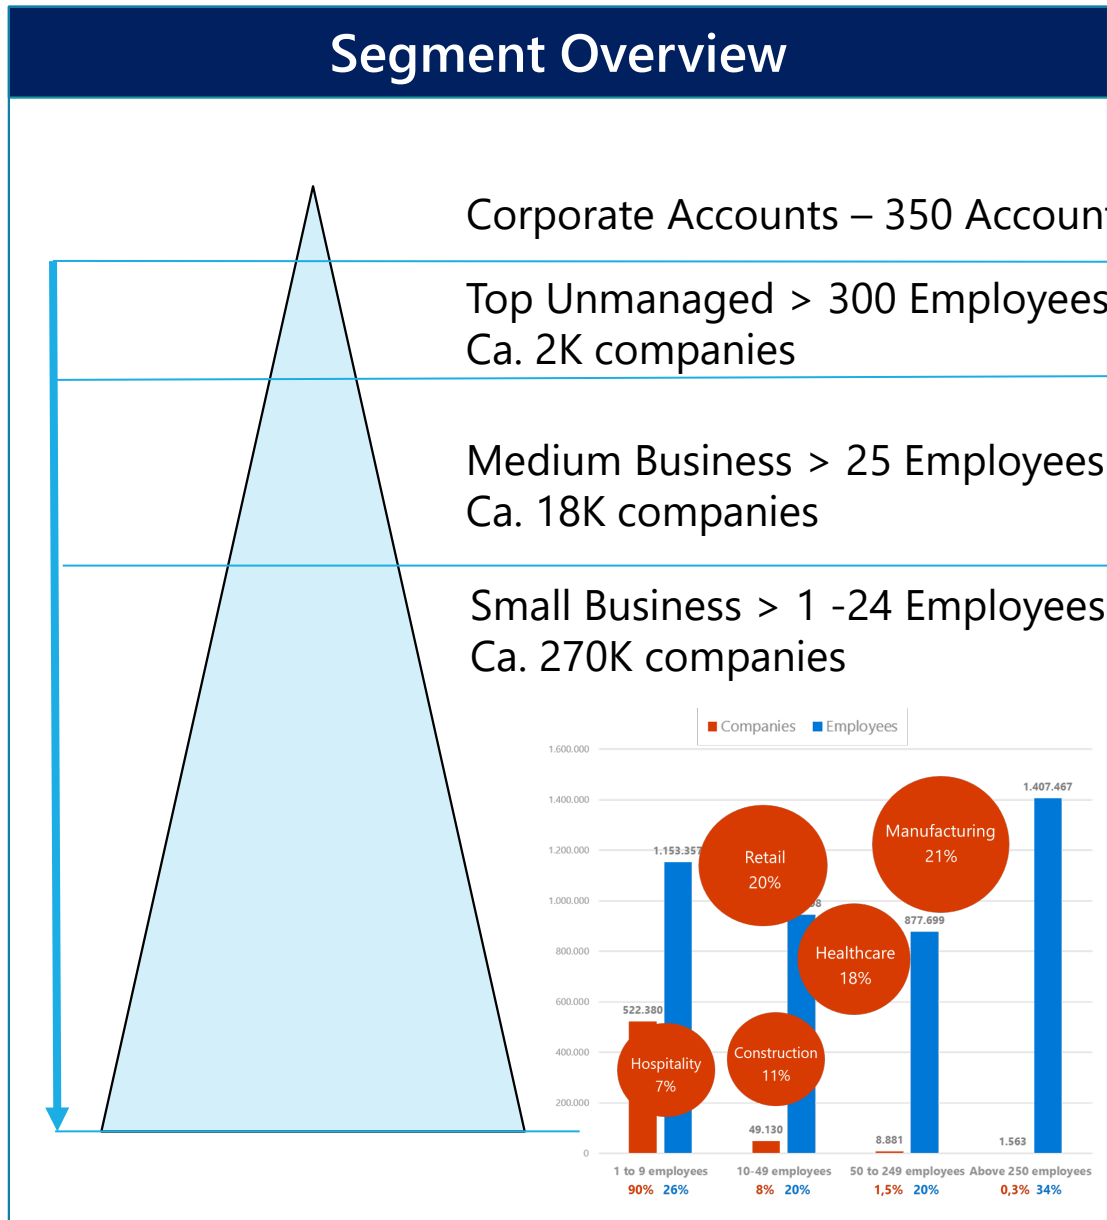 Segment Overview
Corporate Accounts – 350
Top Unmanaged > 300 Employees
Ca. 2K companies
Medium Business > 25 Employees
Ca. 18K companies
Small Business > 1 -24 Employees
Ca. 270K companies
Companies Employees
1.600.000
1.400.000
1.200.000
1.000.000
800.000
600.000
400.000
200.000
0
522.380
1.153.357
49.130
8.881
877.699
1.563
1.407.467
Retail
20%
Manufacturing
21%
Healthcare
18%
Hospitality
7%
Construction
11%
1 to 9 employees 10-49 employees 50 to 249 employees Above 250 employees
90% 26% 8% 20% 1,5% 20% 0,3% 34%